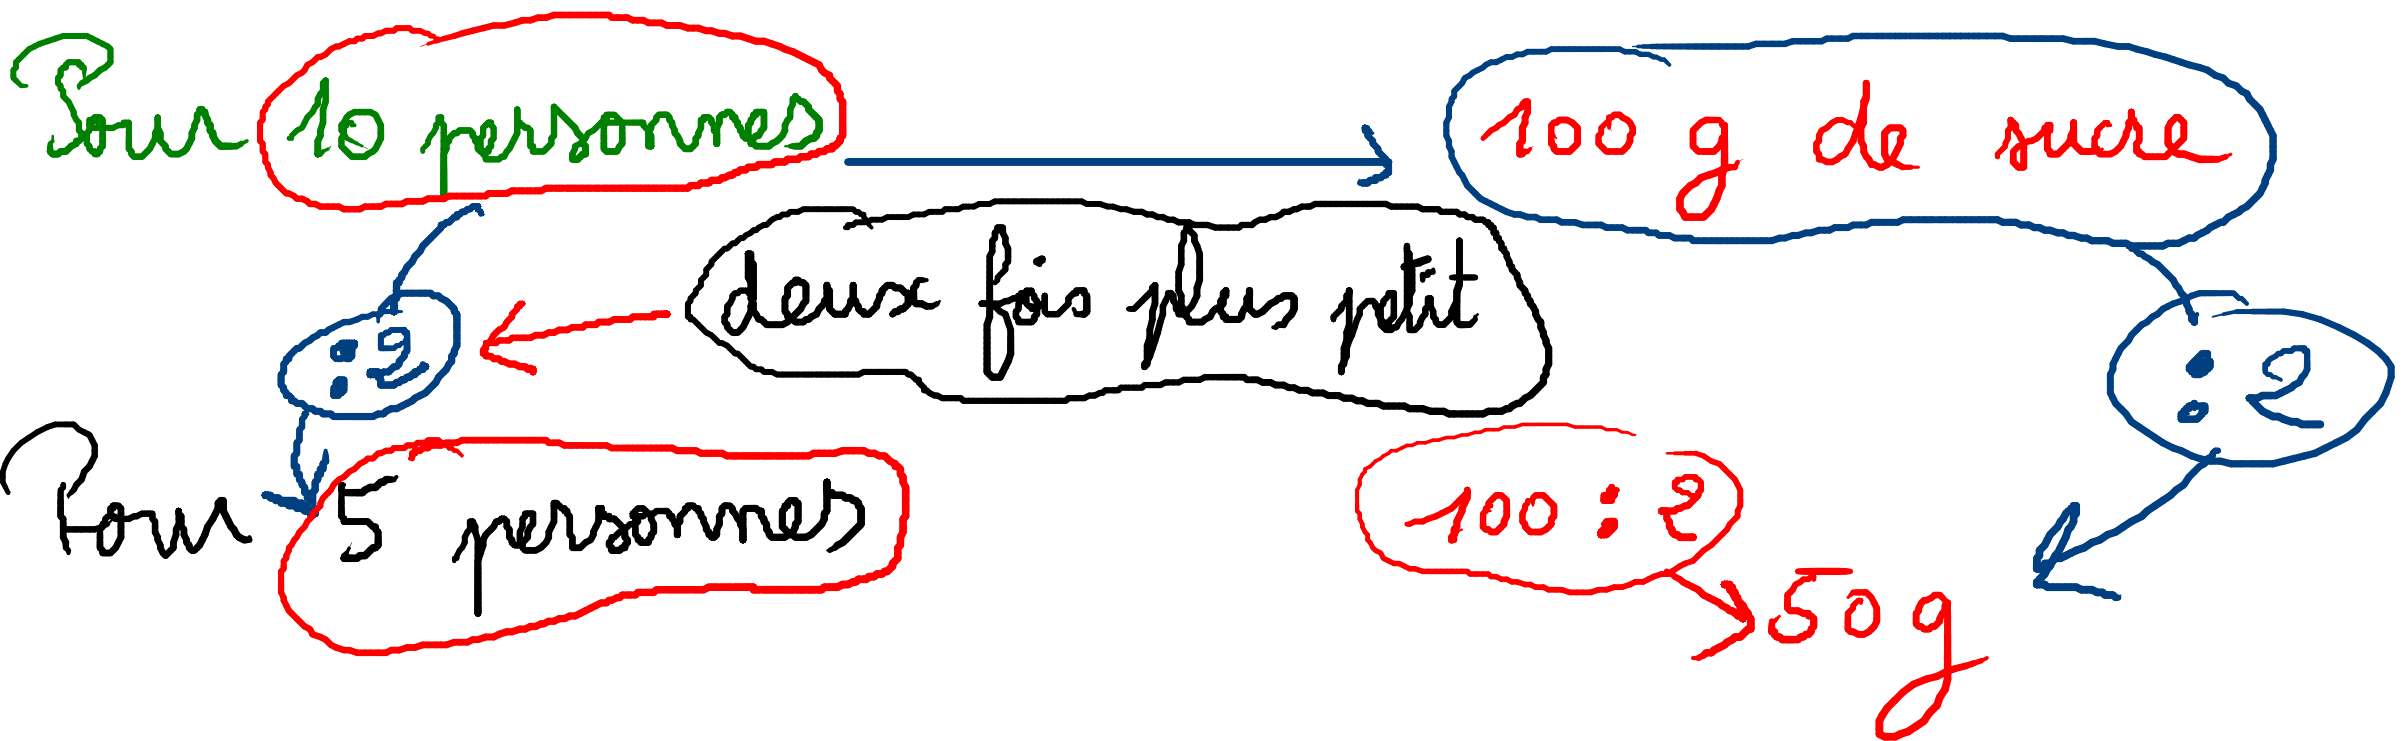 Pour 10 personnes 100 g de sucre
:2 deux fois plus petit :2
Pour 5 personnes 100 : 2
50 g